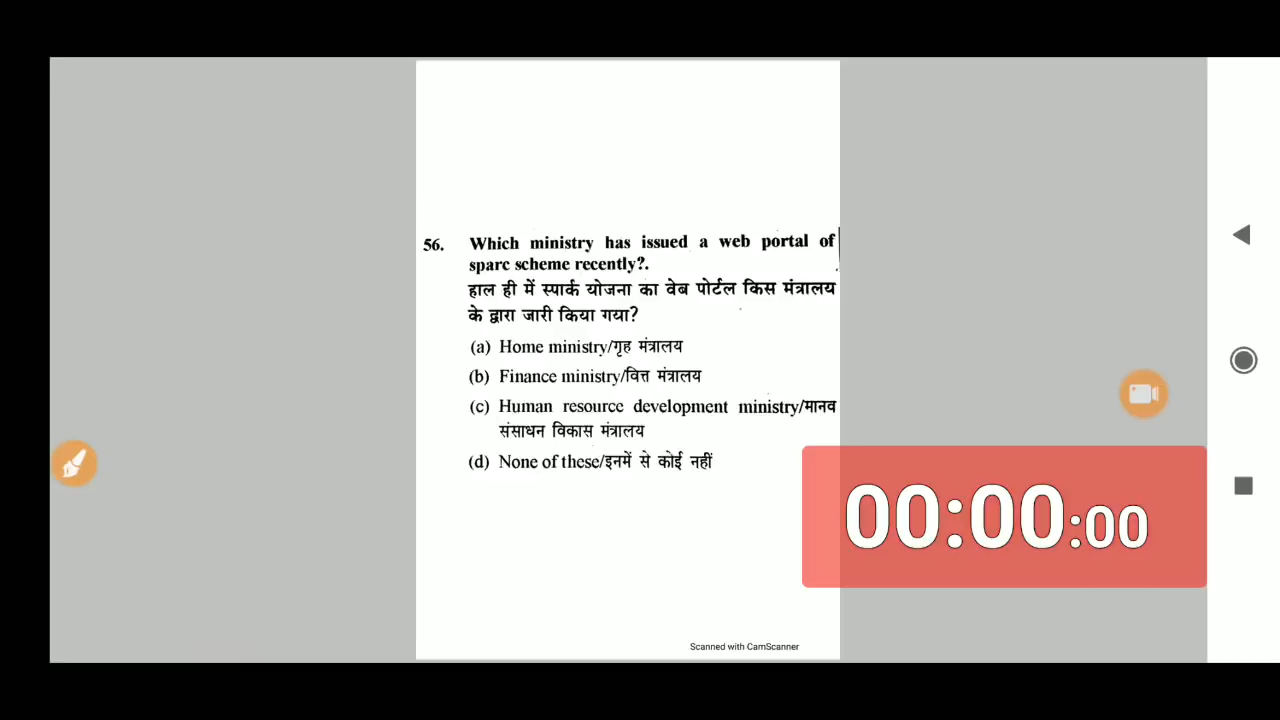 56. Which ministry has issued a web portal of
sparc scheme recently?.
हाल ही में स्पार्क योजना का वेब पोर्टल किस मंत्रालय
के द्वारा जारी किया गया?
(a) Home ministry/गृह मंत्रालय
(b) Finance ministry/वित्त मंत्रालय
(c) Human resource development ministry/मानव
संसाधन विकास मंत्रालय
(d) None of these/इनमें से कोई नहीं
00:00:00
Scanned with CamScanner